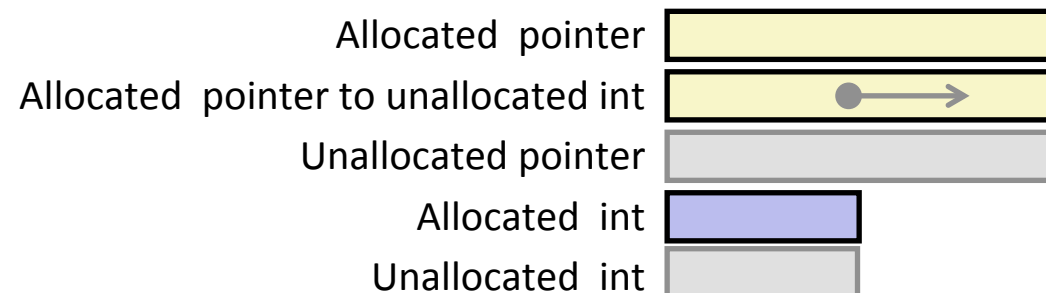 Allocated pointer
Allocated pointer to unallocated int
Unallocated pointer
Allocated int
Unallocated int